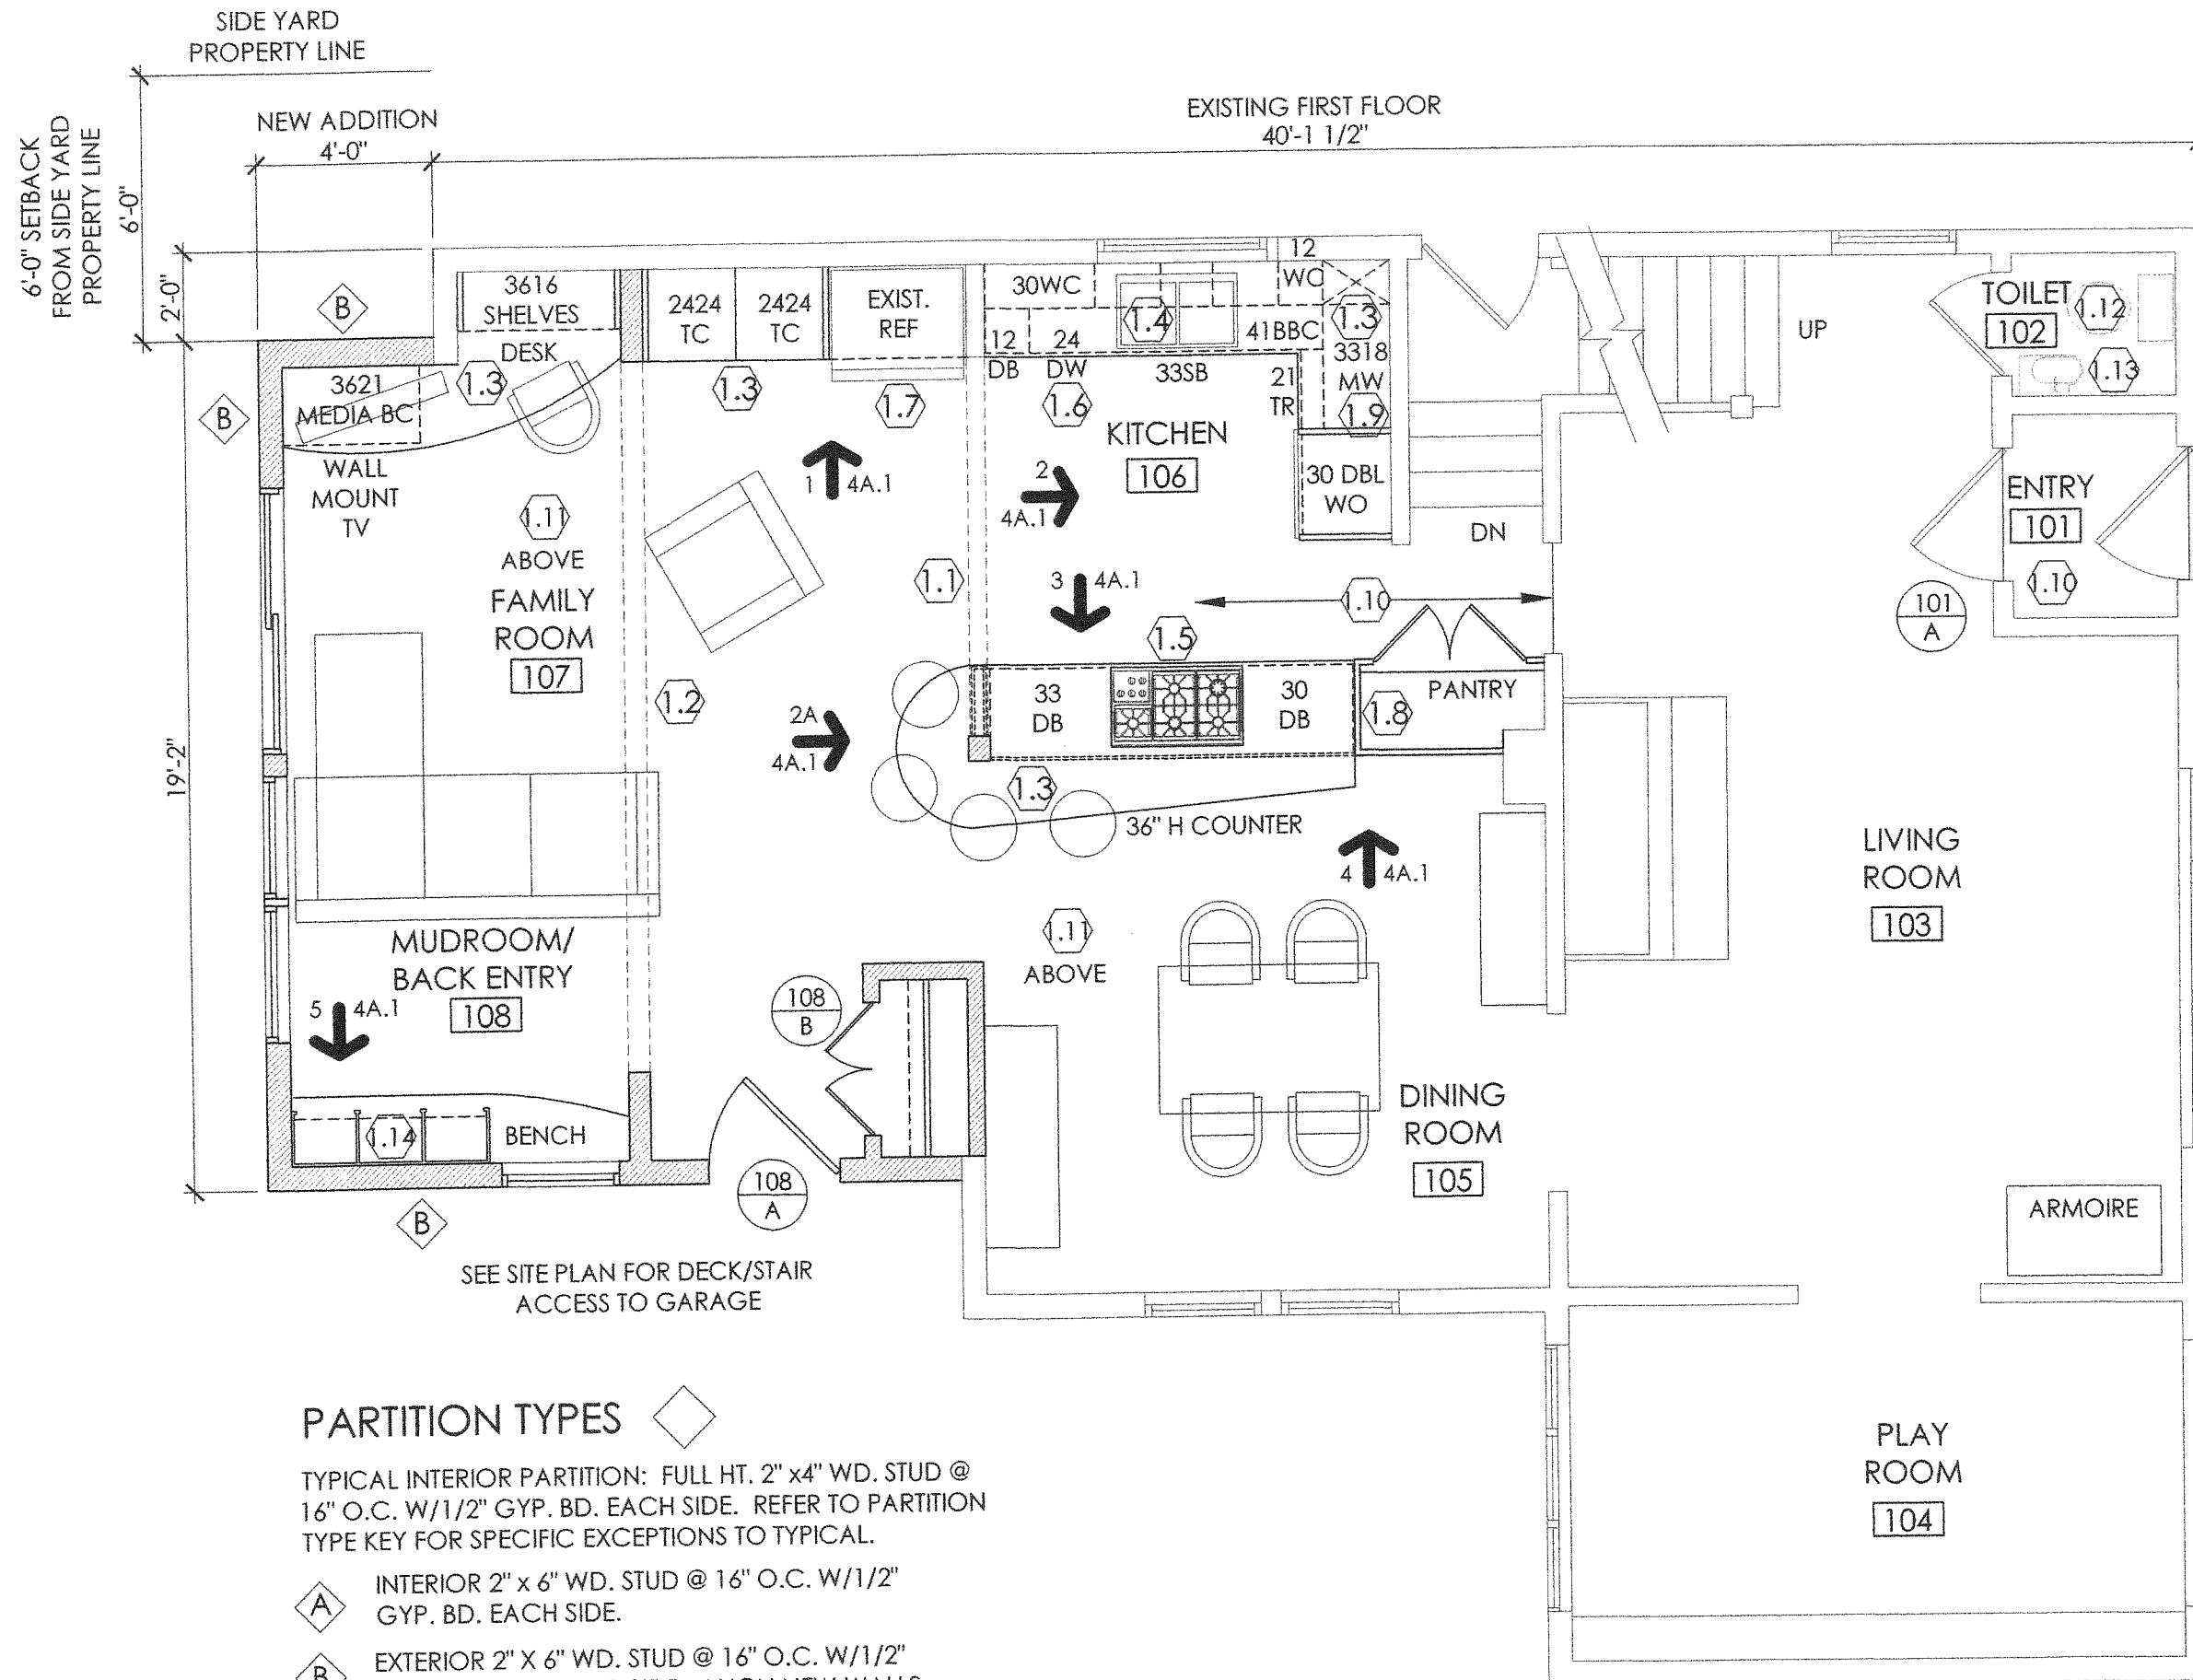 SIDE YARD
PROPERTY LINE
6'-0" SETBACK
FROM SIDE YARD
PROPERTY LINE
6'-0"
NEW ADDITION
4'-0"
EXISTING FIRST FLOOR
40'-1 1/2"
2'-0"
19'-2"
B
B
3616
SHELVES
DESK
1.3
3621
MEDIA BC
WALL
MOUNT
TV
2424
TC
2424
TC
1.3
EXIST.
REF
1.7
30WC
12
WC
1.4
41BBC
1.3
12
DB
24
DW
1.6
33SB
21
TR
3318
MW
1.9
KITCHEN
106
30 DBL
WO
UP
DN
TOILET
102
1.12
1.13
ENTRY
101
1.10
101
A
1
4A.1
2
4A.1
3
4A.1
1.11
ABOVE
FAMILY
ROOM
107
1.1
1.10
1.5
1.2
2A
4A.1
33
DB
30
DB
1.8
PANTRY
1.3
36" H COUNTER
4
4A.1
LIVING
ROOM
103
MUDROOM/
BACK ENTRY
108
5
4A.1
1.11
ABOVE
108
B
1.14
BENCH
108
A
DINING
ROOM
105
ARMOIRE
B
SEE SITE PLAN FOR DECK/STAIR
ACCESS TO GARAGE
PLAY
ROOM
104
PARTITION TYPES
TYPICAL INTERIOR PARTITION: FULL HT. 2" x4" WD. STUD @
16" O.C. W/1/2" GYP. BD. EACH SIDE. REFER TO PARTITION
TYPE KEY FOR SPECIFIC EXCEPTIONS TO TYPICAL.
A
INTERIOR 2" x 6" WD. STUD @ 16" O.C. W/1/2"
GYP. BD. EACH SIDE.
B
EXTERIOR 2" X 6" WD. STUD @ 16" O.C. W/1/2"